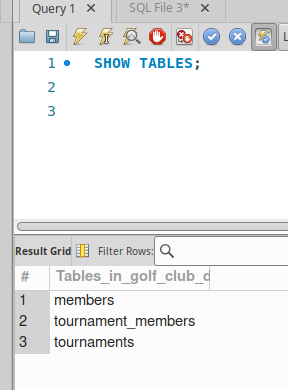 Query 1 SQL File 3*
1 SHOW TABLES;
2
3
Result Grid Filter Rows:
# Tables_in_golf_club_d
1 members
2 tournament_members
3 tournaments